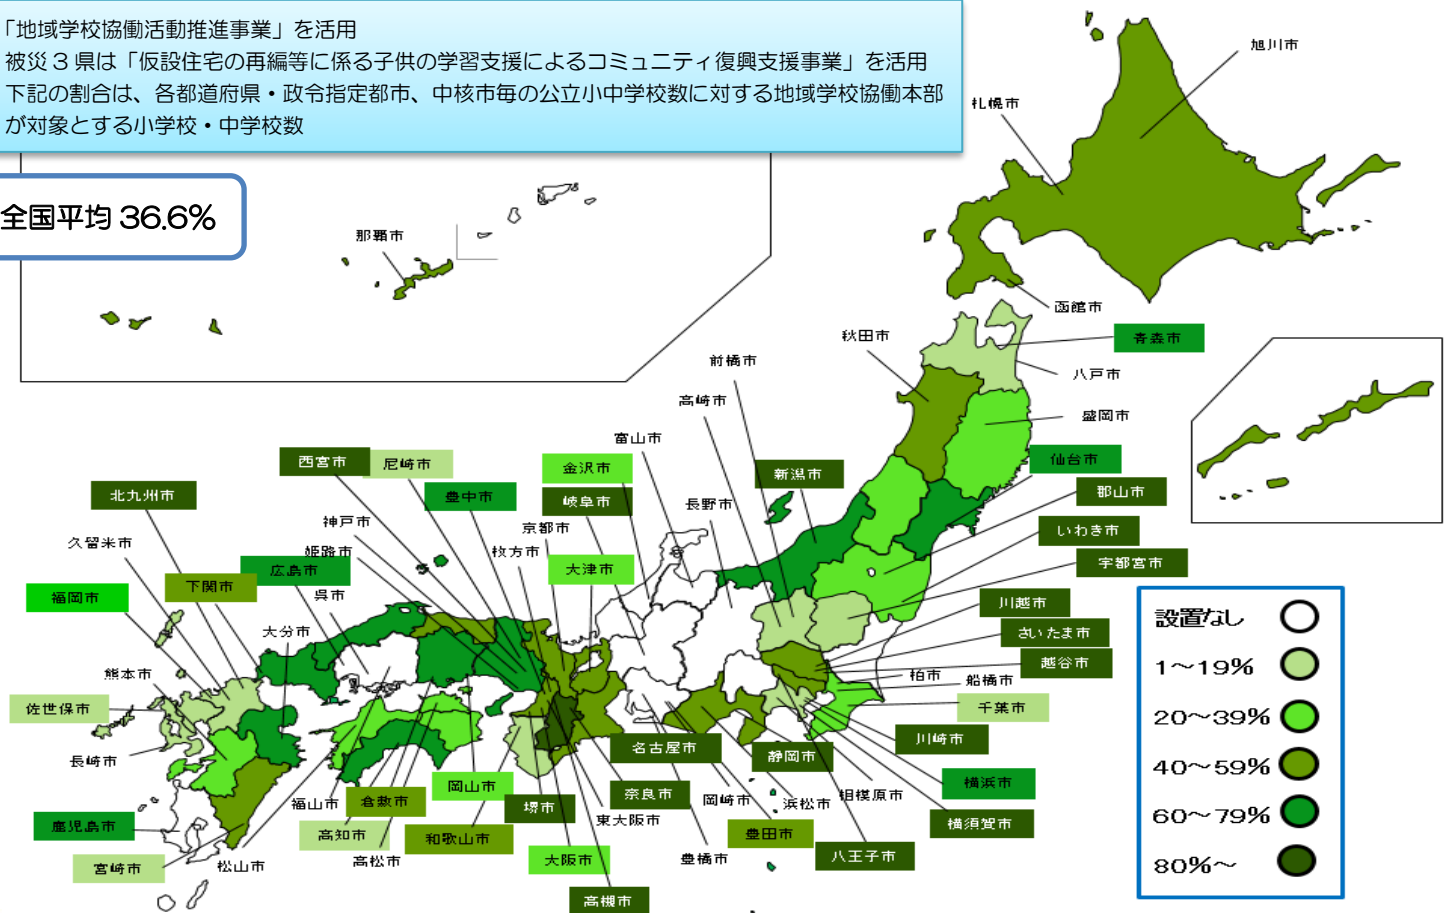 「地域学校協働活動推進事業」を活用
被災３県は「仮設住宅の再編等に係る子供の学習支援によるコミュニティ復興支援事業」を活用
下記の割合は、各都道府県・政令指定都市、中核市毎の公立小中学校数に対する地域学校協働本部
が対象とする小学校・中学校数
全国平均 36.6%
那覇市
旭川市
札幌市
函館市
青森市
八戸市
秋田市
盛岡市
仙台市
郡山市
いわき市
宇都宮市
川越市
さいたま市
越谷市
柏市
船橋市
千葉市
川崎市
横浜市
横須賀市
八王子市
相模原市
前橋市
高崎市
富山市
金沢市
岐阜市
新潟市
長野市
西宮市
尼崎市
豊中市
京都市
枚方市
大津市
北九州市
神戸市
姫路市
久留米市
広島市
呉市
下関市
福岡市
大分市
熊本市
佐世保市
長崎市
鹿児島市
宮崎市
松山市
福山市
倉敷市
高知市
高松市
岡山市
和歌山市
堺市
大阪市
高槻市
奈良市
東大阪市
名古屋市
岡崎市
豊橋市
豊田市
浜松市
静岡市
設置なし
1～19%
20～39%
40～59%
60～79%
80%～